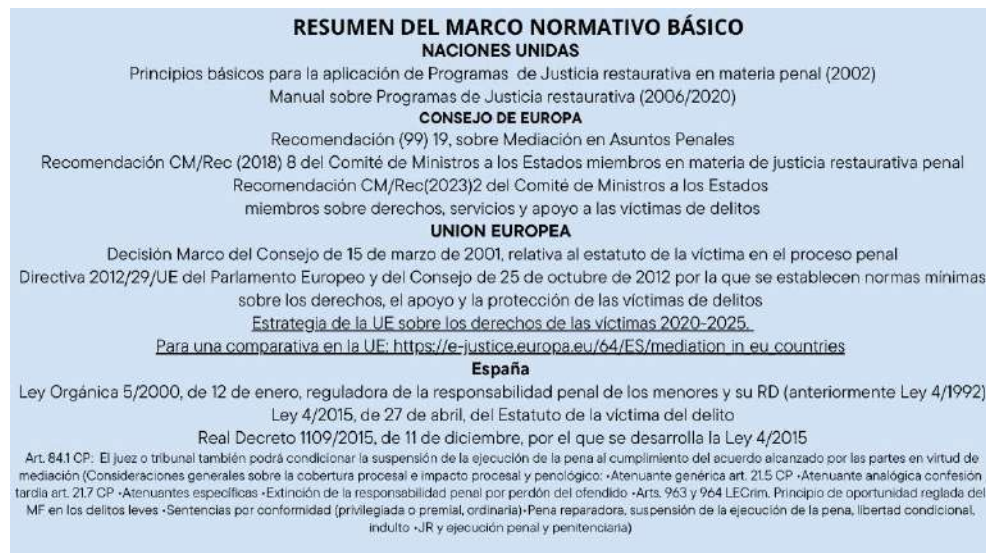 RESUMEN DEL MARCO NORMATIVO BÁSICO
NACIONES UNIDAS
Principios básicos para la aplicación de Programas de Justicia restaurativa en materia penal (2002)
Manual sobre Programas de Justicia restaurativa (2006/2020)
CONSEJO DE EUROPA
Recomendación (99) 19, sobre Mediación en Asuntos Penales
Recomendación CM/Rec (2018) 8 del Comité de Ministros a los Estados miembros en materia de justicia restaurativa penal
Recomendación CM/Rec(2023)2 del Comité de Ministros a los Estados
miembros sobre derechos, servicios y apoyo a las víctimas de delitos
UNION EUROPEA
Decisión Marco del Consejo de 15 de marzo de 2001, relativa al estatuto de la víctima en el proceso penal
Directiva 2012/29/UE del Parlamento Europeo y del Consejo de 25 de octubre de 2012 por la que se establecen normas mínimas
sobre los derechos, el apoyo y la protección de las víctimas de delitos
Estrategia de la UE sobre los derechos de las víctimas 2020-2025.
Para una comparativa en la UE: https://e-justice.europa.eu/64/ES/mediation_in_eu_countries
España
Ley Orgánica 5/2000, de 12 de enero, reguladora de la responsabilidad penal de los menores y su RD (anteriormente Ley 4/1992)
Ley 4/2015, de 27 de abril, del Estatuto de la víctima del delito
Real Decreto 1109/2015, de 11 de diciembre, por el que se desarrolla la Ley 4/2015
Art. 84.1 CP: El juez o tribunal también podrá condicionar la suspensión de la ejecución de la pena al cumplimiento del acuerdo alcanzado por las partes en virtud de
mediación (Consideraciones generales sobre la cobertura procesal e impacto procesal y penológico: •Atenuante genérica art. 21.5 CP •Atenuante analógica confesión
tardía art. 21.7 CP •Atenuantes específicas •Extinción de la responsabilidad penal por perdón del ofendido •Arts. 963 y 964 LECrim. Principio de oportunidad reglada del
MF en los delitos leves •Sentencias por conformidad (privilegiada o premial, ordinaria)•Pena reparadora, suspensión de la ejecución de la pena, libertad condicional,
indulto •JR y ejecución penal y penitenciaria)